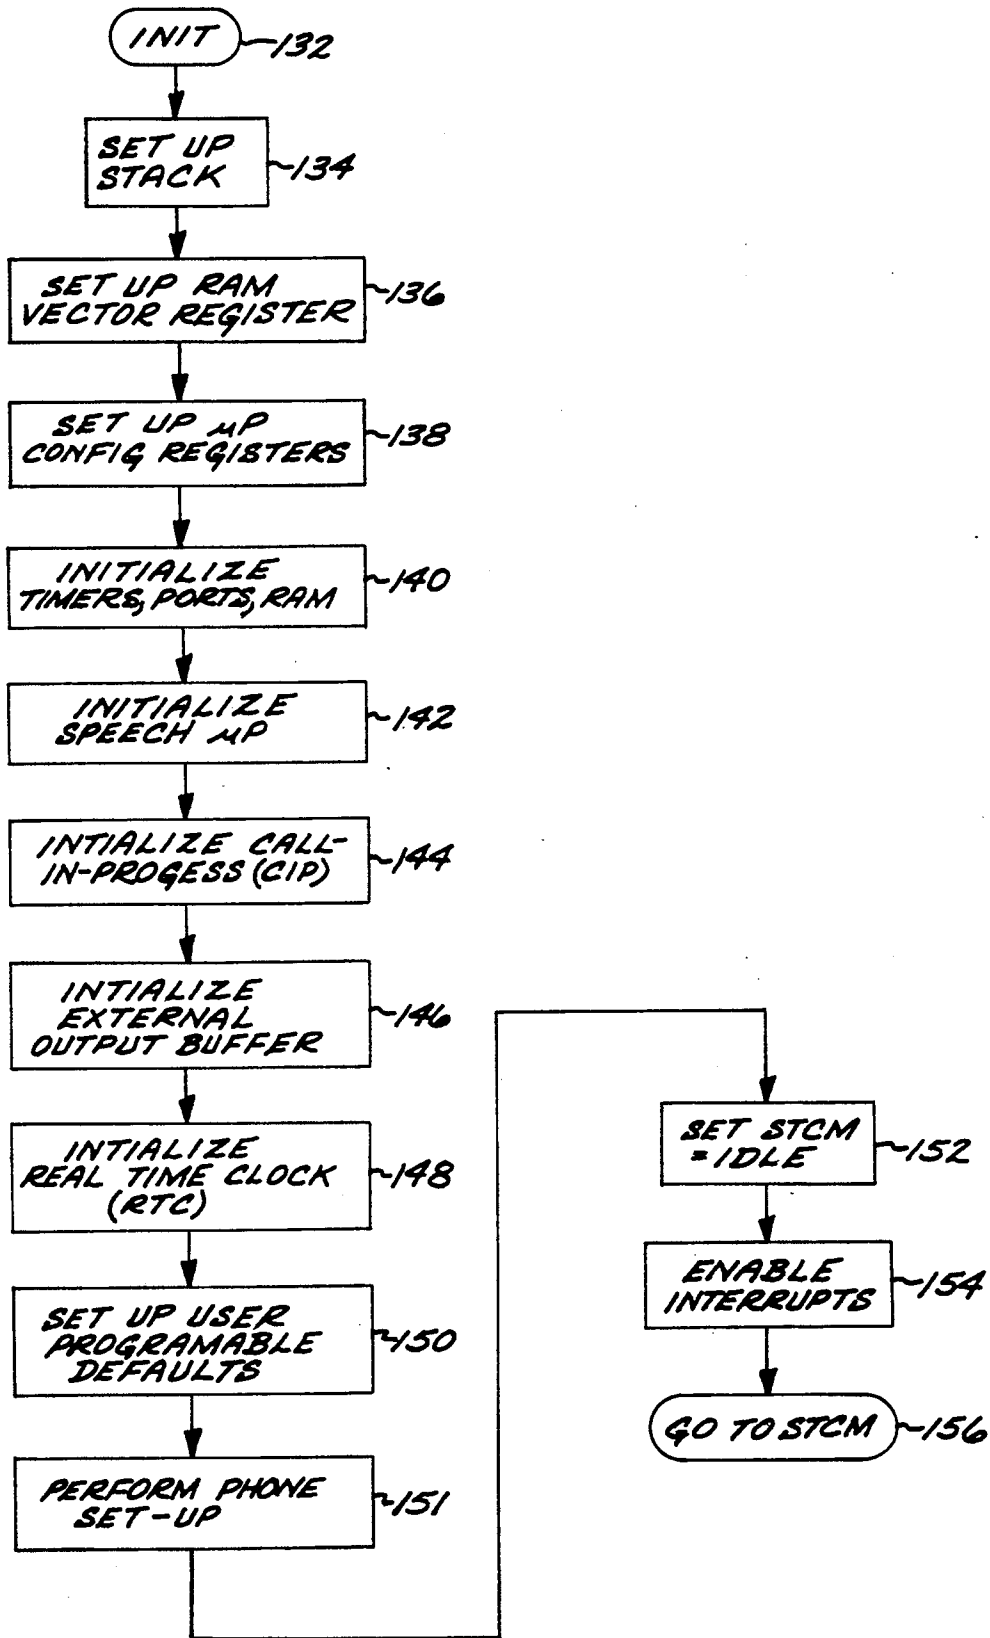 INIT
132
SET UP
STACK
134
SET UP RAM
VECTOR REGISTER
136
SET UP μP
CONFIG REGISTERS
138
INITIALIZE
TIMERS, PORTS, RAM
140
INITIALIZE
SPEECH μP
142
INTIALIZE CALL-
IN-PROGESS (CIP)
144
INTIALIZE
EXTERNAL
OUTPUT BUFFER
146
INTIALIZE
REAL TIME CLOCK
(RTC)
148
SET UP USER
PROGRAMABLE
DEFAULTS
150
PERFORM PHONE
SET-UP
151
SET STCM
= IDLE
152
ENABLE
INTERRUPTS
154
GO TO STCM
156